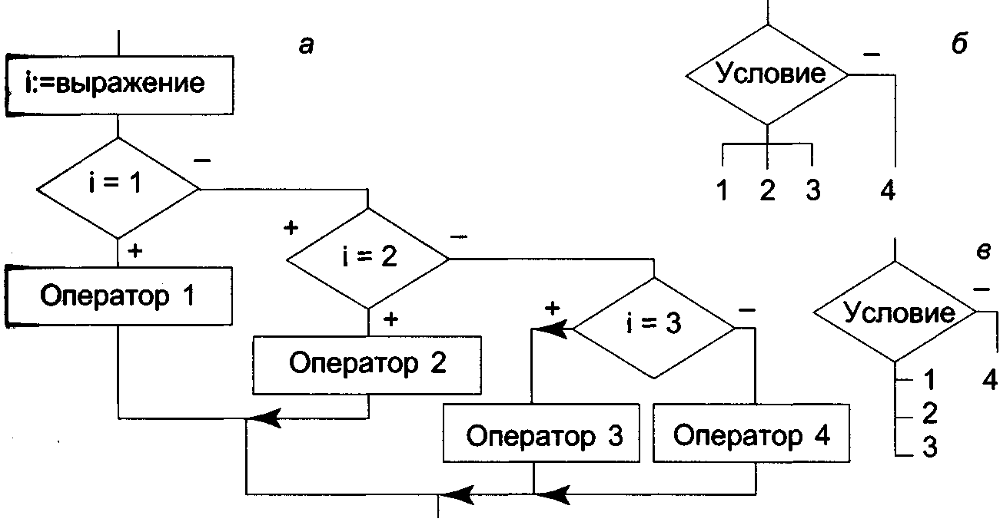 а
i:=выражение
i = 1
–
+
Оператор 1
+
i = 2
–
+
Оператор 2
+
i = 3
–
Оператор 3
Оператор 4
б
Условие
–
1 2 3 4
в
Условие
–
1
2
3
4